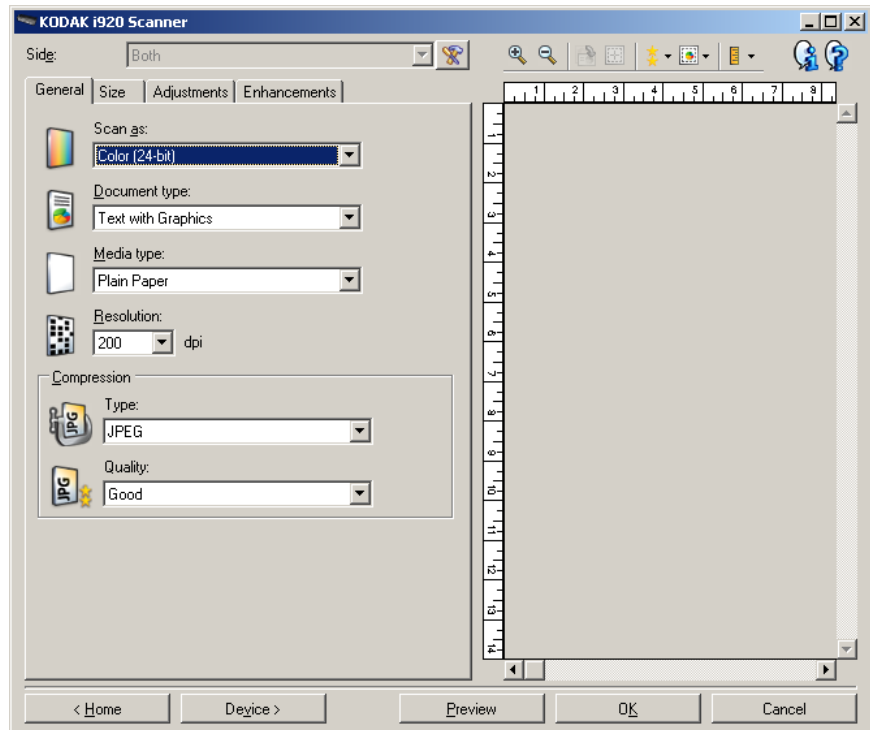 KODAK i920 Scanner
Side: Both
General Size Adjustments Enhancements
Scan as:
Color (24-bit)
Document type:
Text with Graphics
Media type:
Plain Paper
Resolution:
200 dpi
Compression
Type:
JPG
JPEG
Quality:
JPG
Good
1 2 3 4 5 6 7 8
1
2
3
4
5
6
7
8
9
10
11
12
13
14
< Home Device > Preview OK Cancel